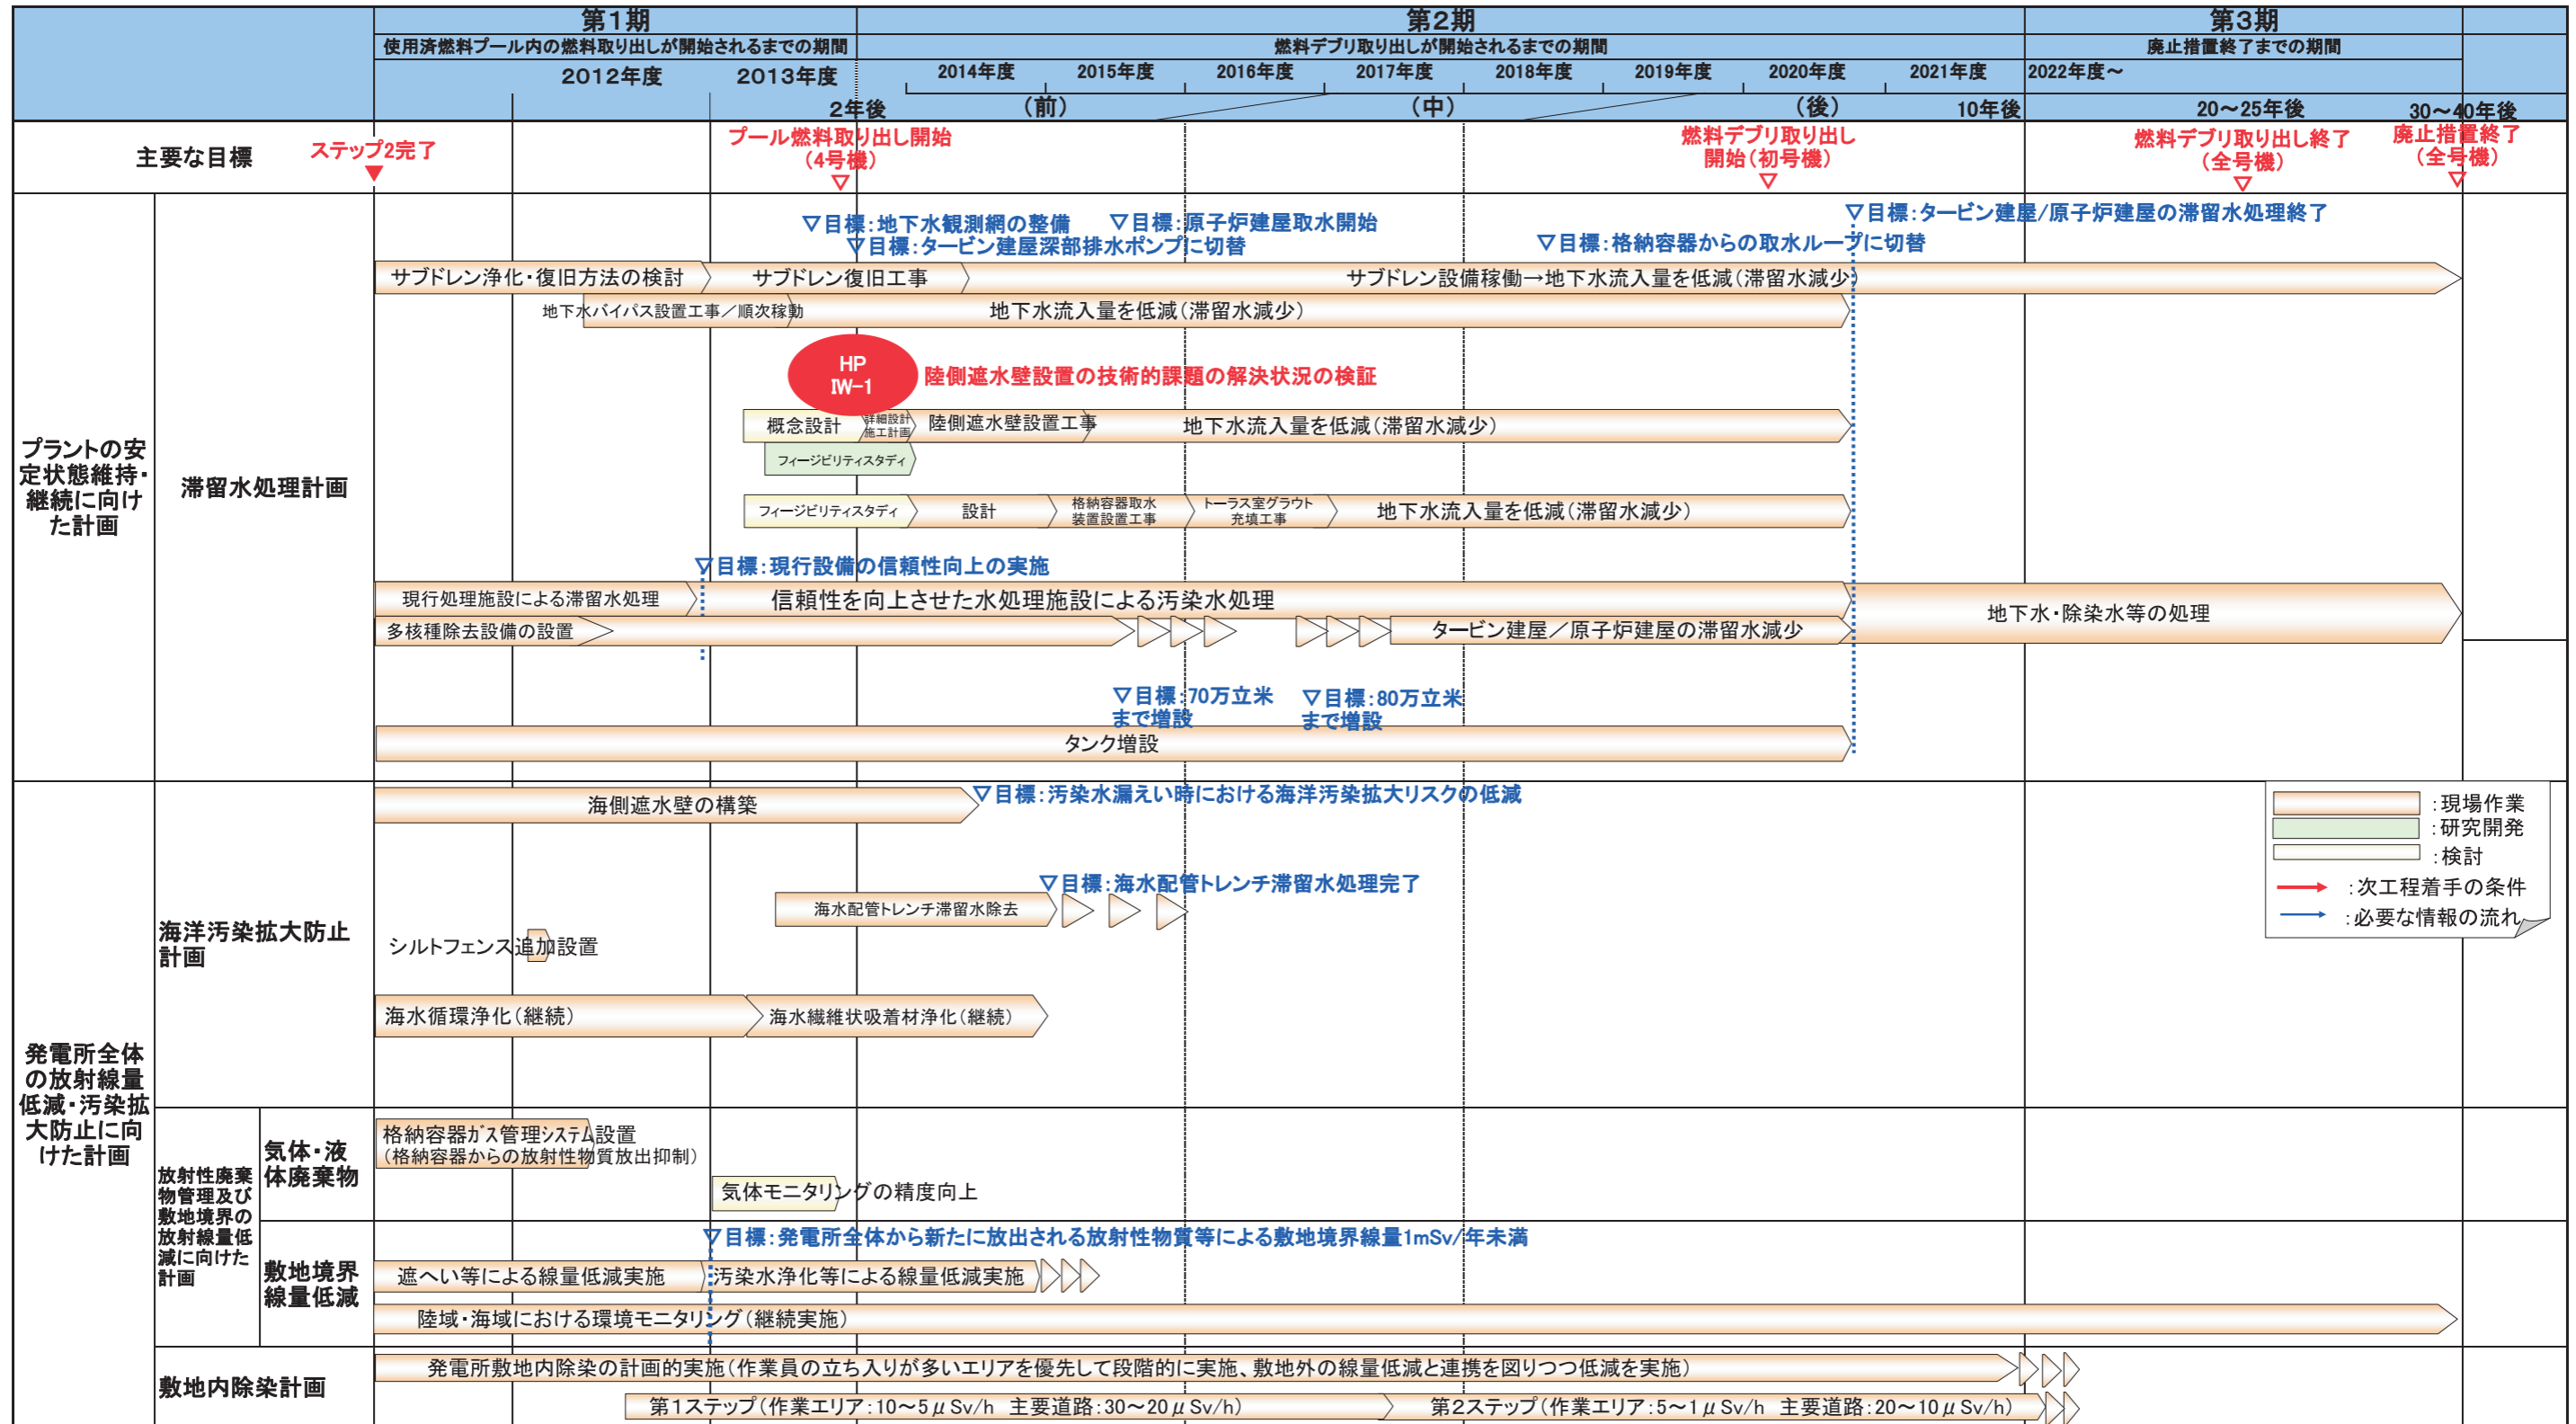 第1期
第2期
第3期
使用済燃料プール内の燃料取り出しが開始されるまでの期間
燃料デブリ取り出しが開始されるまでの期間
廃止措置終了までの期間
2012年度
2013年度
2014年度
2015年度
2016年度
2017年度
2018年度
2019年度
2020年度
2021年度
2022年度～
2年後
（前）
（中）
（後）
10年後
20～25年後
30～40年後
主要な目標
ステップ2完了
▼
プール燃料取り出し開始
（4号機）
▽
燃料デブリ取り出し
開始（初号機）
▽
燃料デブリ取り出し終了
（全号機）
▽
廃止措置終了
（全号機）
▽
プラントの安
定状態維持・
継続に向け
た計画
滞留水処理計画
▽目標：地下水観測網の整備
▽目標：原子炉建屋取水開始
▽目標：タービン建屋/原子炉建屋の滞留水処理終了
▽目標：タービン建屋深部排水ポンプに切替
▽目標：格納容器からの取水ループに切替
サブドレン浄化・復旧方法の検討
サブドレン復旧工事
サブドレン設備稼働→地下水流入量を低減（滞留水減少）
地下水バイパス設置工事／順次稼動
地下水流入量を低減（滞留水減少）
HP
IW-1
陸側遮水壁設置の技術的課題の解決状況の検証
概念設計
詳細設計
施工計画
陸側遮水壁設置工事
地下水流入量を低減（滞留水減少）
フィージビリティスタディ
フィージビリティスタディ
設計
格納容器取水
装置設置工事
トーラス室グラウト
充填工事
地下水流入量を低減（滞留水減少）
▽目標：現行設備の信頼性向上の実施
現行処理施設による滞留水処理
信頼性を向上させた水処理施設による汚染水処理
地下水・除染水等の処理
多核種除去設備の設置
タービン建屋／原子炉建屋の滞留水減少
▽目標：70万立米
まで増設
▽目標：80万立米
まで増設
タンク増設
発電所全体
の放射線量
低減・汚染拡
大防止に向
けた計画
海洋汚染拡大防止
計画
海側遮水壁の構築
▽目標：汚染水漏えい時における海洋汚染拡大リスクの低減
▽目標：海水配管トレンチ滞留水処理完了
海水配管トレンチ滞留水除去
シルトフェンス追加設置
海水循環浄化（継続）
海水繊維状吸着材浄化（継続）
：現場作業
：研究開発
：検討
：次工程着手の条件
：必要な情報の流れ
放射性廃棄
物管理及び
敷地境界の
放射線量低
減に向けた
計画
気体・液
体廃棄物
格納容器ｶﾞｽ管理ｼｽﾃﾑ設置
（格納容器からの放射性物質放出抑制）
気体モニタリングの精度向上
敷地境界
線量低減
▽目標：発電所全体から新たに放出される放射性物質等による敷地境界線量1mSv/年未満
遮へい等による線量低減実施
汚染水浄化等による線量低減実施
陸域・海域における環境モニタリング（継続実施）
敷地内除染計画
発電所敷地内除染の計画的実施（作業員の立ち入りが多いエリアを優先して段階的に実施、敷地外の線量低減と連携を図りつつ低減を実施）
第1ステップ（作業エリア：10～5μSv/h 主要道路：30～20μSv/h）
第2ステップ（作業エリア：5～1μSv/h 主要道路：20～10μSv/h）